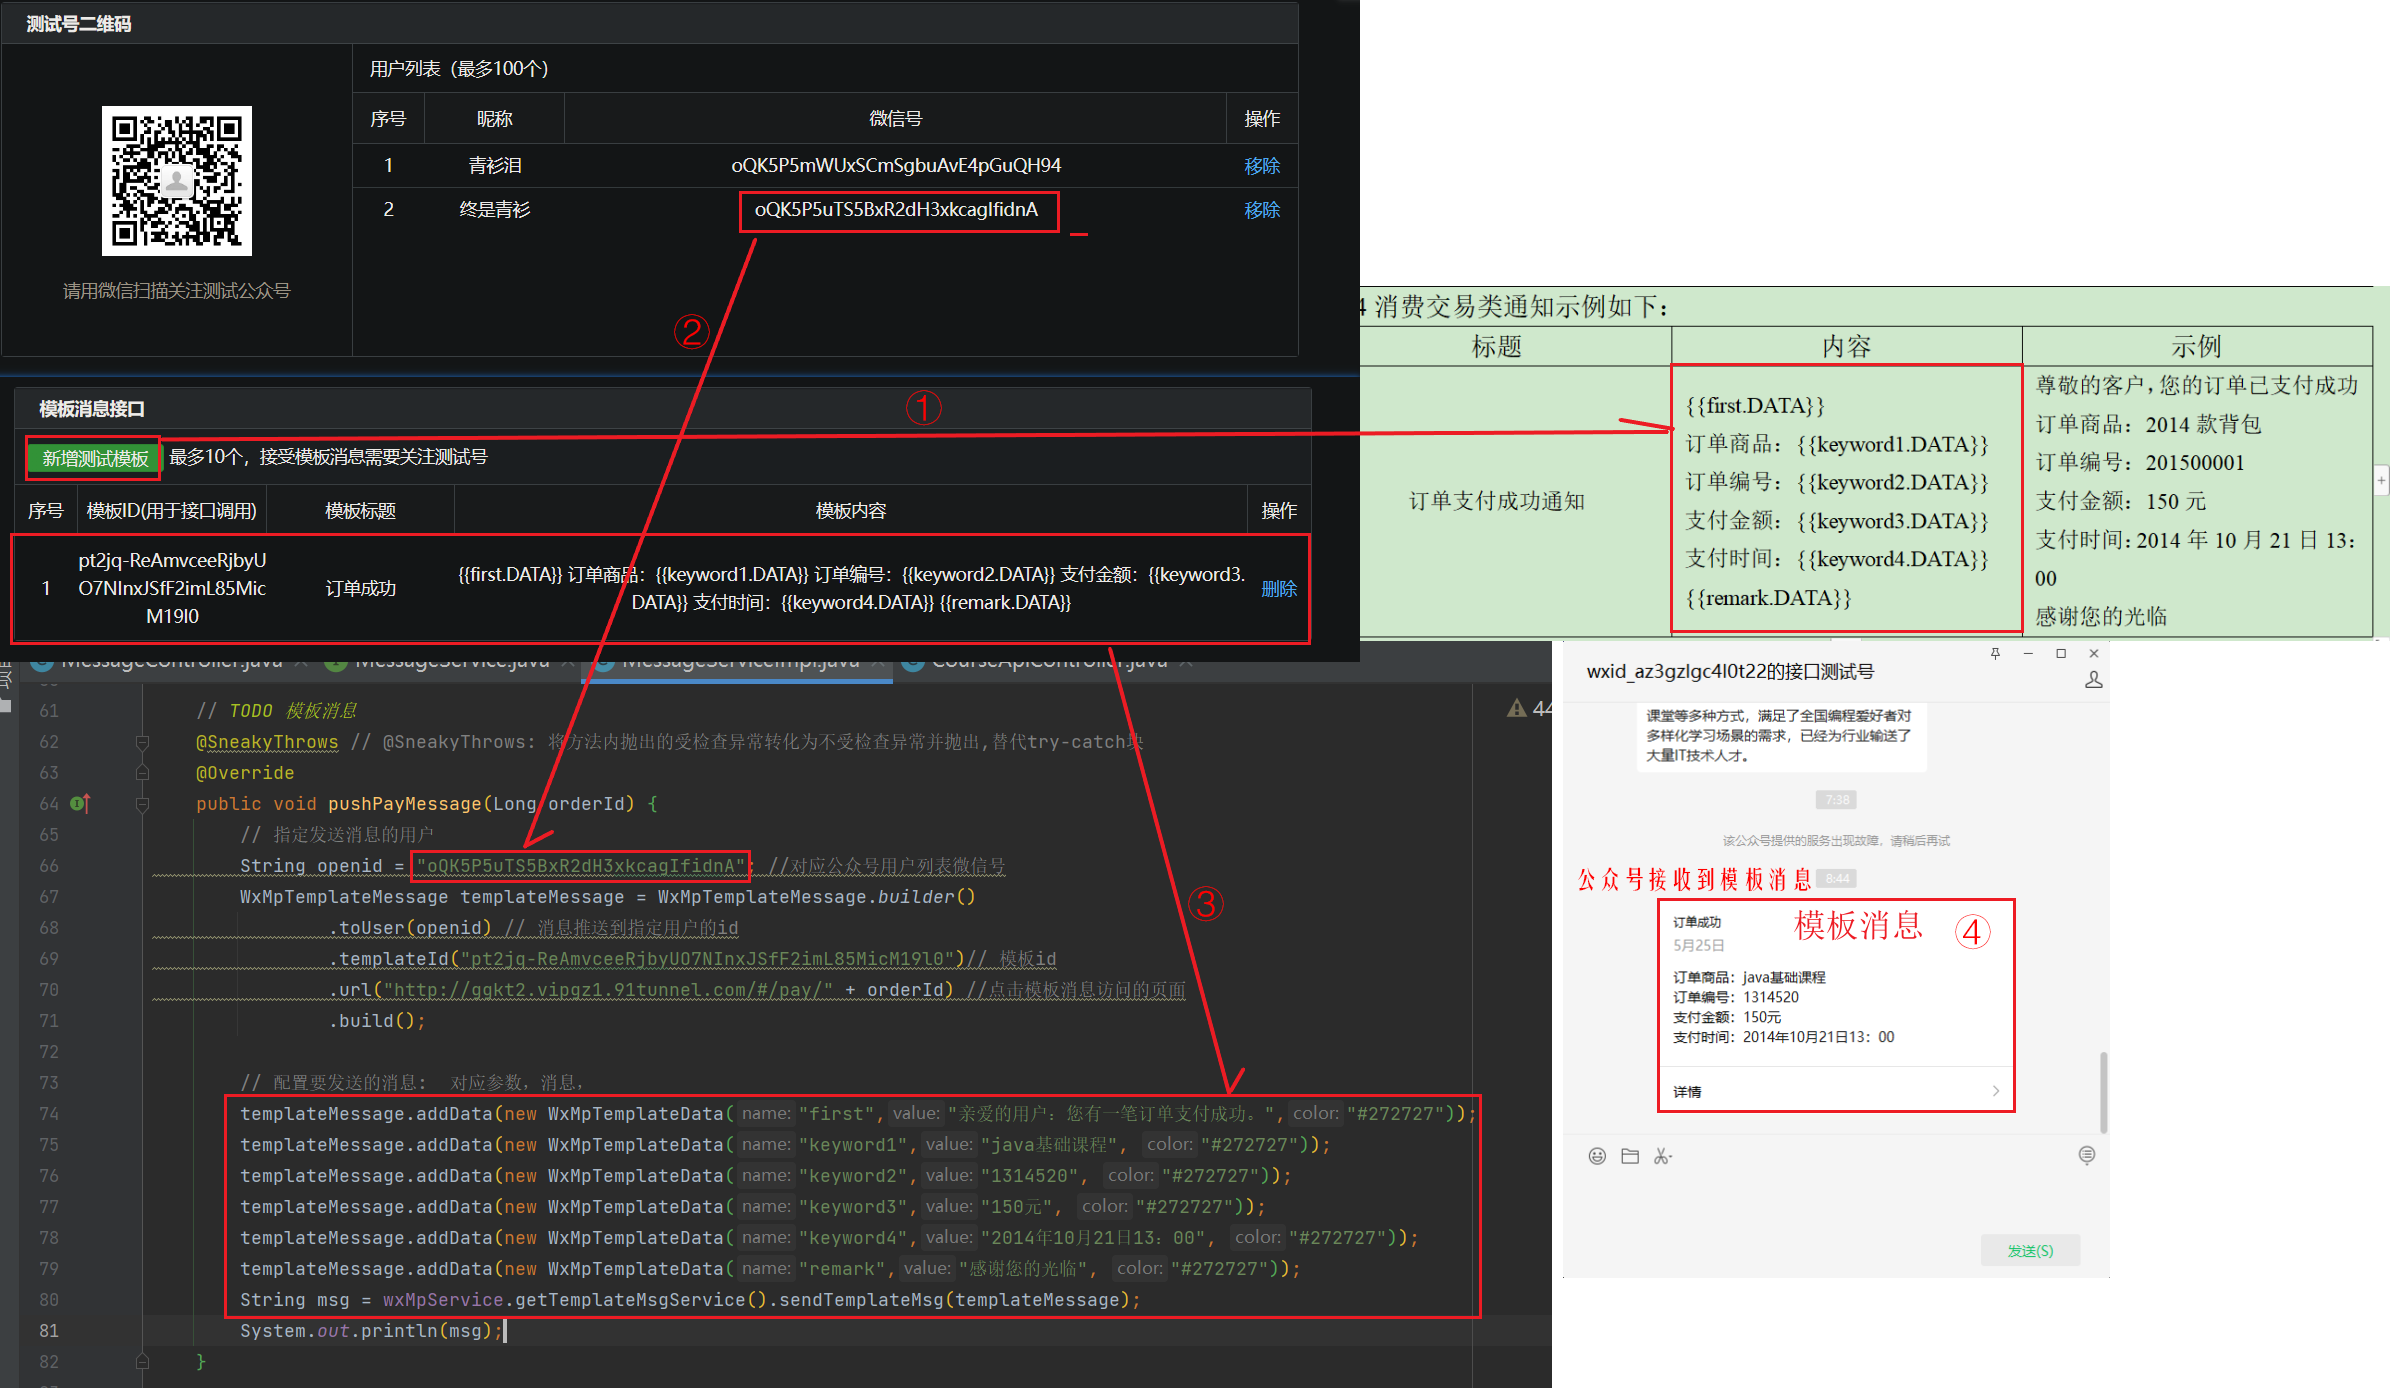 测试号二维码
请用微信扫描关注测试公众号
用户列表（最多100个）
序号 昵称 微信号 操作
1 青衫泪 oQK5P5mWUxSCmSgbuAvE4pGuQH94 移除
2 终是青衫 oQK5P5uTS5BxR2dH3xkcagIfidnA 移除
②
模板消息接口
①
新增测试模板 最多10个，接受模板消息需要关注测试号
序号 模板ID(用于接口调用) 模板标题 模板内容 操作
1 pt2jq-ReAmvceeRjbyU
O7NInxJSfF2imL85Mic
M19l0
订单成功
{{first.DATA}} 订单商品：{{keyword1.DATA}} 订单编号：{{keyword2.DATA}} 支付金额：{{keyword3.
DATA}} 支付时间：{{keyword4.DATA}} {{remark.DATA}}
删除
4 消费交易类通知示例如下：
标题 内容 示例
订单支付成功通知
{{first.DATA}}
订单商品：{{keyword1.DATA}}
订单编号：{{keyword2.DATA}}
支付金额：{{keyword3.DATA}}
支付时间：{{keyword4.DATA}}
{{remark.DATA}}
尊敬的客户，您的订单已支付成功
订单商品：2014 款背包
订单编号：201500001
支付金额：150 元
支付时间：2014 年 10 月 21 日 13：
00
感谢您的光临
MessageController.java MessageService.java MessageServiceImpl.java CourseApiController.java
44
61 // TODO 模板消息
62 @SneakyThrows // @SneakyThrows: 将方法内抛出的受检查异常转化为不受检查异常并抛出,替代try-catch块
63 @Override
64 public void pushPayMessage(Long orderId) {
65 // 指定发送消息的用户
66 String openid = "oQK5P5uTS5BxR2dH3xkcagIfidnA"; //对应公众号用户列表微信号
67 WxMpTemplateMessage templateMessage = WxMpTemplateMessage.builder()
68 .toUser(openid) // 消息推送到指定用户的id
69 .templateId("pt2jq-ReAmvceeRjbyUO7NInxJSfF2imL85MicM19l0")// 模板id
70 .url("http://ggkt2.vipgz1.91tunnel.com/#/pay/" + orderId) //点击模板消息访问的页面
71 .build();
72
73 // 配置要发送的消息： 对应参数，消息，
74 templateMessage.addData(new WxMpTemplateData( name: "first", value: "亲爱的用户：您有一笔订单支付成功。", color: "#272727"));
75 templateMessage.addData(new WxMpTemplateData( name: "keyword1", value: "java基础课程", color: "#272727"));
76 templateMessage.addData(new WxMpTemplateData( name: "keyword2", value: "1314520", color: "#272727"));
77 templateMessage.addData(new WxMpTemplateData( name: "keyword3", value: "150元", color: "#272727"));
78 templateMessage.addData(new WxMpTemplateData( name: "keyword4", value: "2014年10月21日13：00", color: "#272727"));
79 templateMessage.addData(new WxMpTemplateData( name: "remark", value: "感谢您的光临", color: "#272727"));
80 String msg = wxMpService.getTemplateMsgService().sendTemplateMsg(templateMessage);
81 System.out.println(msg);
82 }
③
wxid_az3gzlgc4l0t22的接口测试号
课堂等多种方式，满足了全国编程爱好者对
多样化学习场景的需求，已经为行业输送了
大量IT技术人才。
7:38
该公众号提供的服务出现故障，请稍后再试
公众号接收到模板消息 8:44
订单成功
模板消息 ④
5月25日
订单商品：java基础课程
订单编号：1314520
支付金额：150元
支付时间：2014年10月21日13：00
详情
发送(S)